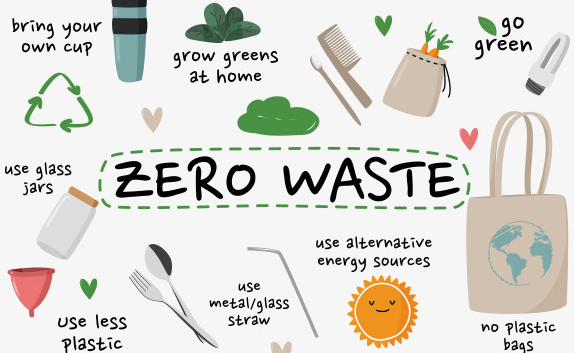 bring your
own cup
grow greens
at home
go
green
use glass
jars
ZERO WASTE
use alternative
energy sources
use
metal/glass
straw
use less
plastic
no plastic
bags